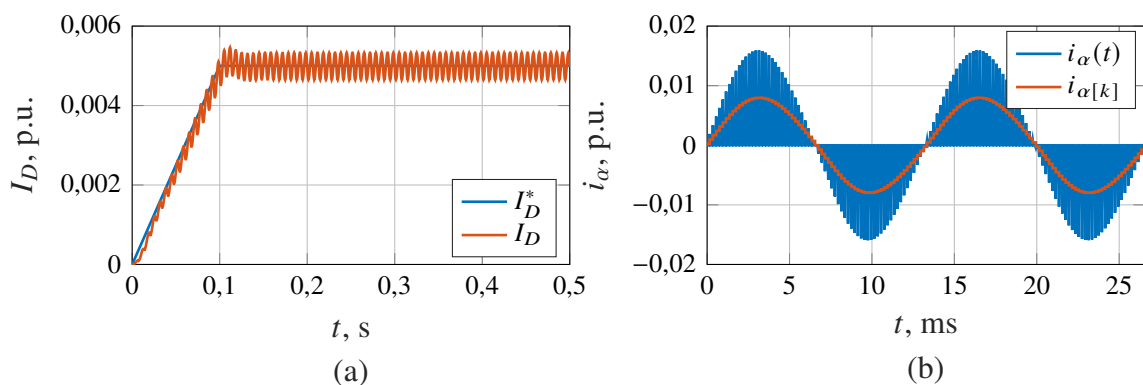 0,006
0,004
0,002
0
I_D, p.u.
I_D^*
I_D
0 0,1 0,2 0,3 0,4 0,5
t, s
(a)
0,02
0,01
0
−0,01
−0,02
i_α, p.u.
i_α(t)
i_α[k]
0 5 10 15 20 25
t, ms
(b)